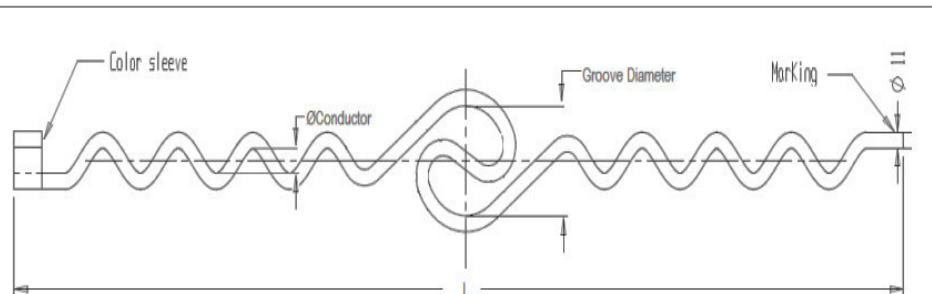 Color sleeve
Groove Diameter
MarKing
Ø 11
ØConductor
L